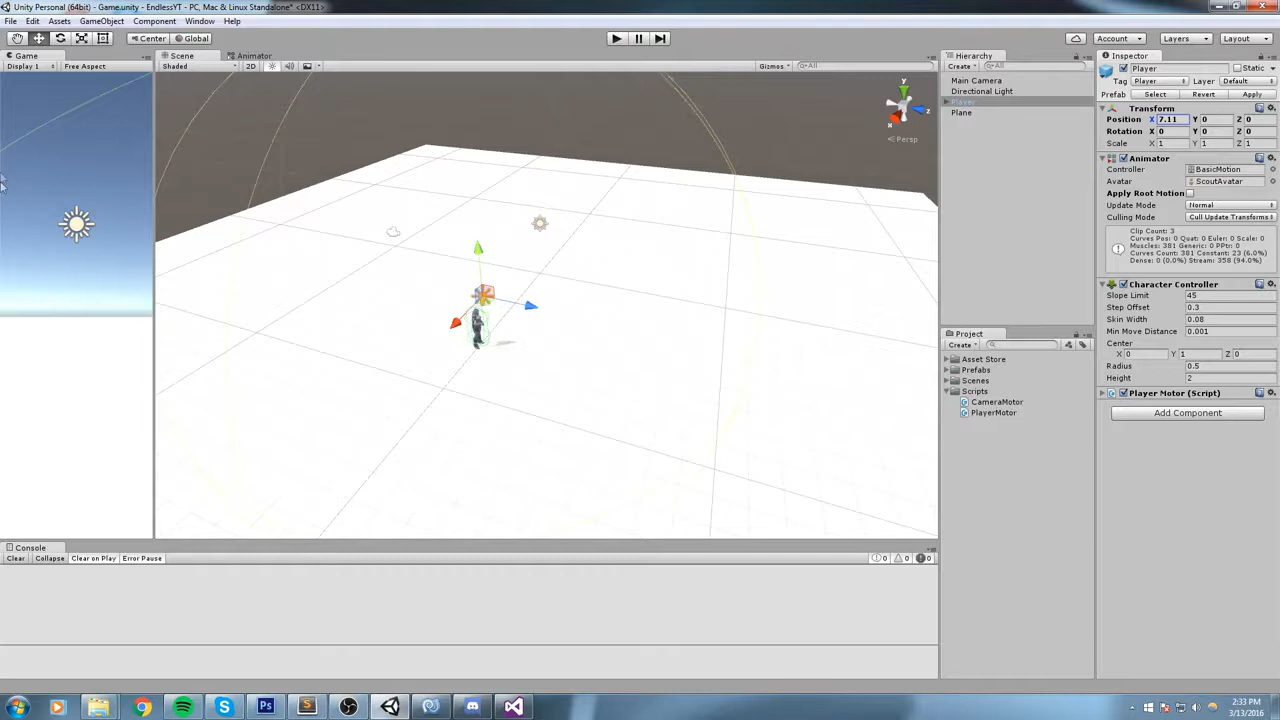 Unity Personal (64bit) - Game.unity - EndlessYT - PC, Mac & Linux Standalone* <DX11>
File Edit Assets GameObject Component Window Help
Center Global Account Layers Layout
Game Scene Animator Hierarchy Inspector
Display 1 Free Aspect Shaded 2D Gizmos All Create All
Player Static
Main Camera
Tag Player Layer Default
Directional Light
Prefab Select Revert Apply
Player
Transform
Plane
Position X 7.11 Y 0 Z 0
Rotation X 0 Y 0 Z 0
Scale X 1 Y 1 Z 1
y
z
x
Persp
Animator
Controller BasicMotion
Avatar ScoutAvatar
Apply Root Motion
Update Mode Normal
Culling Mode Cull Update Transforms
Clip Count: 3
Curves Pos: 0 Quat: 0 Euler: 0 Scale: 0
Muscles: 381 Generic: 0 PPtr: 0
Curves Count: 381 Constant: 23 (6.0%)
Dense: 0 (0.0%) Stream: 358 (94.0%)
Character Controller
Slope Limit 45
Step Offset 0.3
Skin Width 0.08
Min Move Distance 0.001
Center
X 0 Y 1 Z 0
Radius 0.5
Height 2
Player Motor (Script)
Add Component
Project
Create
Asset Store
Prefabs
Scenes
Scripts
CameraMotor
PlayerMotor
Console
Clear Collapse Clear on Play Error Pause 0 0 0
2:33 PM
3/13/2016